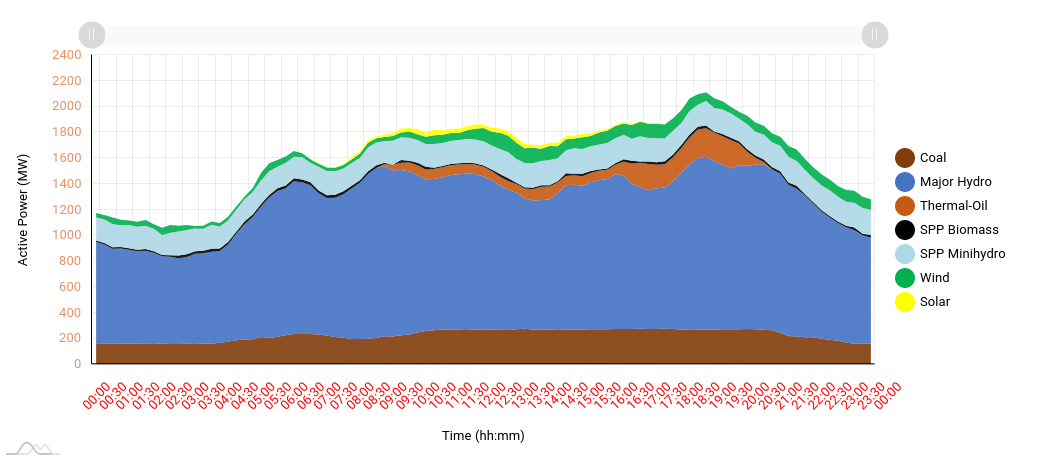 2400
2200
2000
1800
1600
1400
1200
1000
800
600
400
200
0
Active Power (MW)
Coal
Major Hydro
Thermal-Oil
SPP Biomass
SPP Minihydro
Wind
Solar
00:00 00:30 01:00 01:30 02:00 02:30 03:00 03:30 04:00 04:30 05:00 05:30 06:00 06:30 07:00 07:30 08:00 08:30 09:00 09:30 10:00 10:30 11:00 11:30 12:00 12:30 13:00 13:30 14:00 14:30 15:00 15:30 16:00 16:30 17:00 17:30 18:00 18:30 19:00 19:30 20:00 20:30 21:00 21:30 22:00 22:30 23:00 23:30 00:00
Time (hh:mm)